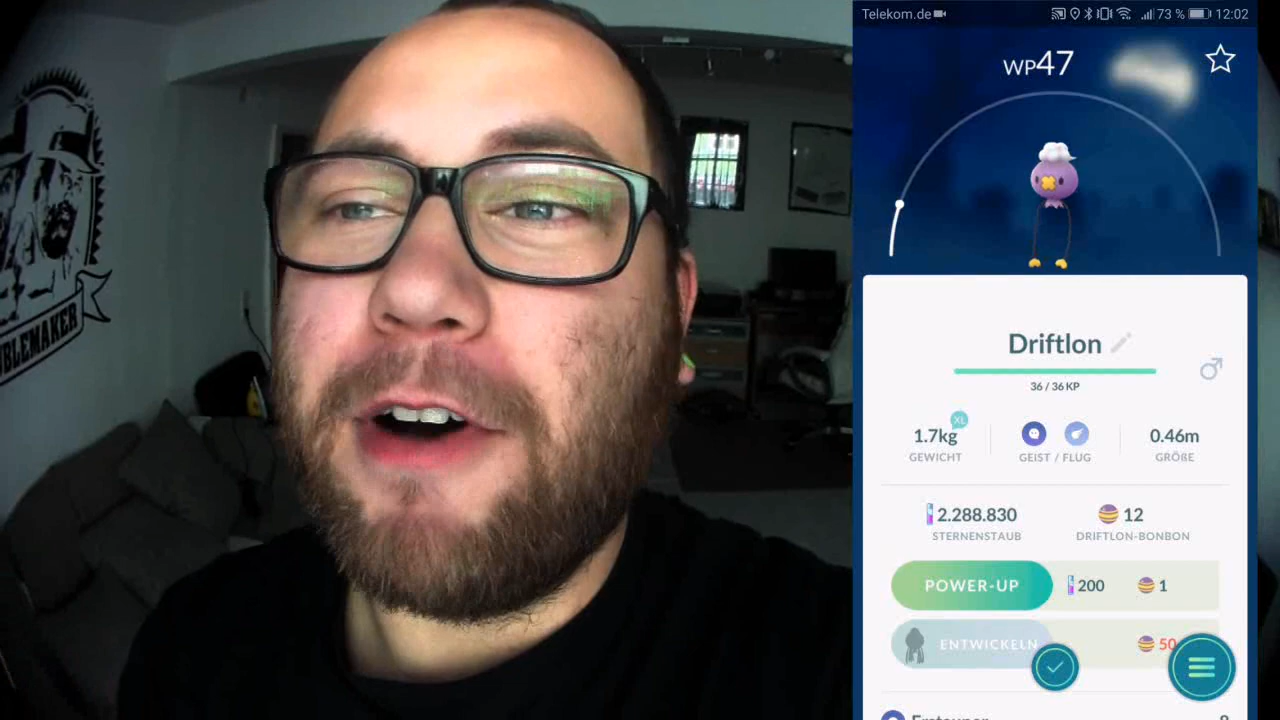 BLEMAKER
Telekom.de
73 % 12:02
WP47
Driftlon
36 / 36 KP
XL
1.7kg
GEWICHT
GEIST / FLUG
0.46m
GRÖßE
2.288.830
STERNENSTAUB
12
DRIFTLON-BONBON
POWER-UP
200
1
ENTWICKELN
50